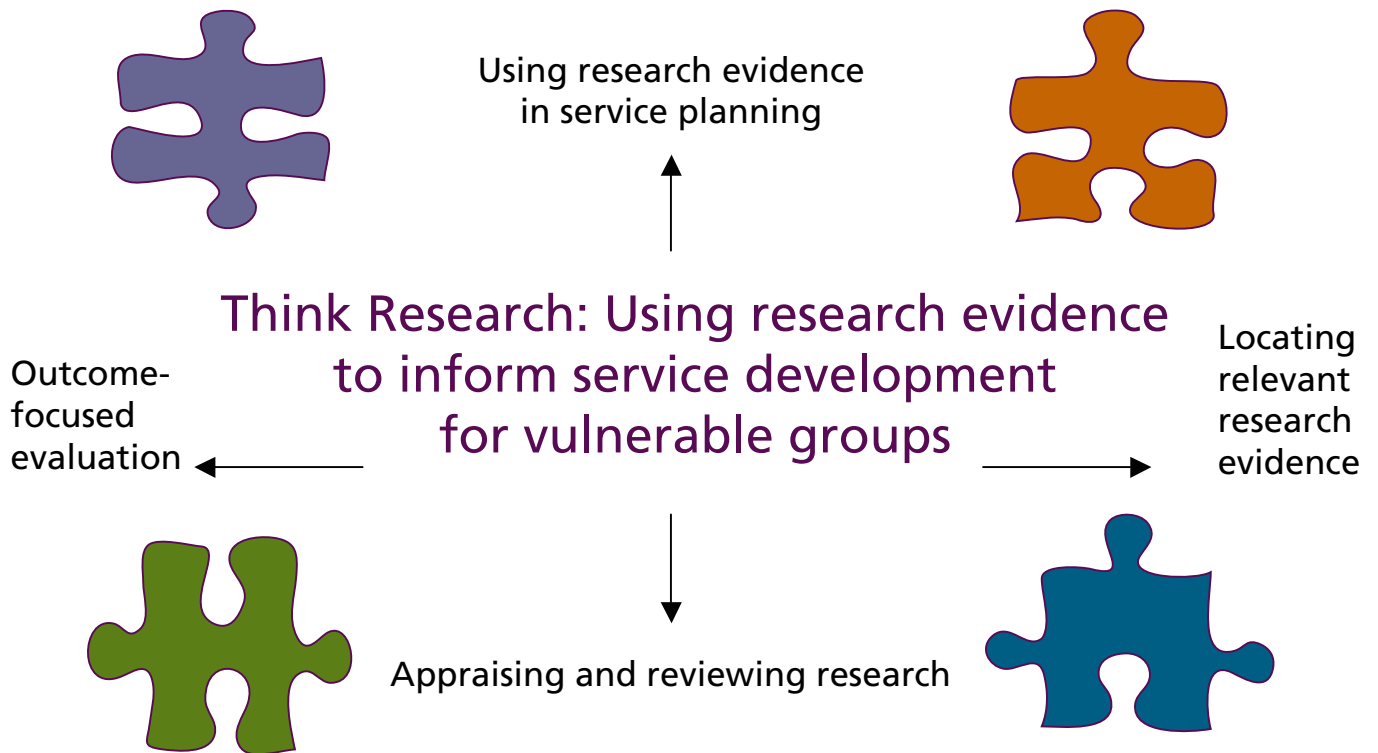 Using research evidence
in service planning
Think Research: Using research evidence
to inform service development
for vulnerable groups
Outcome-
focused
evaluation
Locating
relevant
research
evidence
Appraising and reviewing research